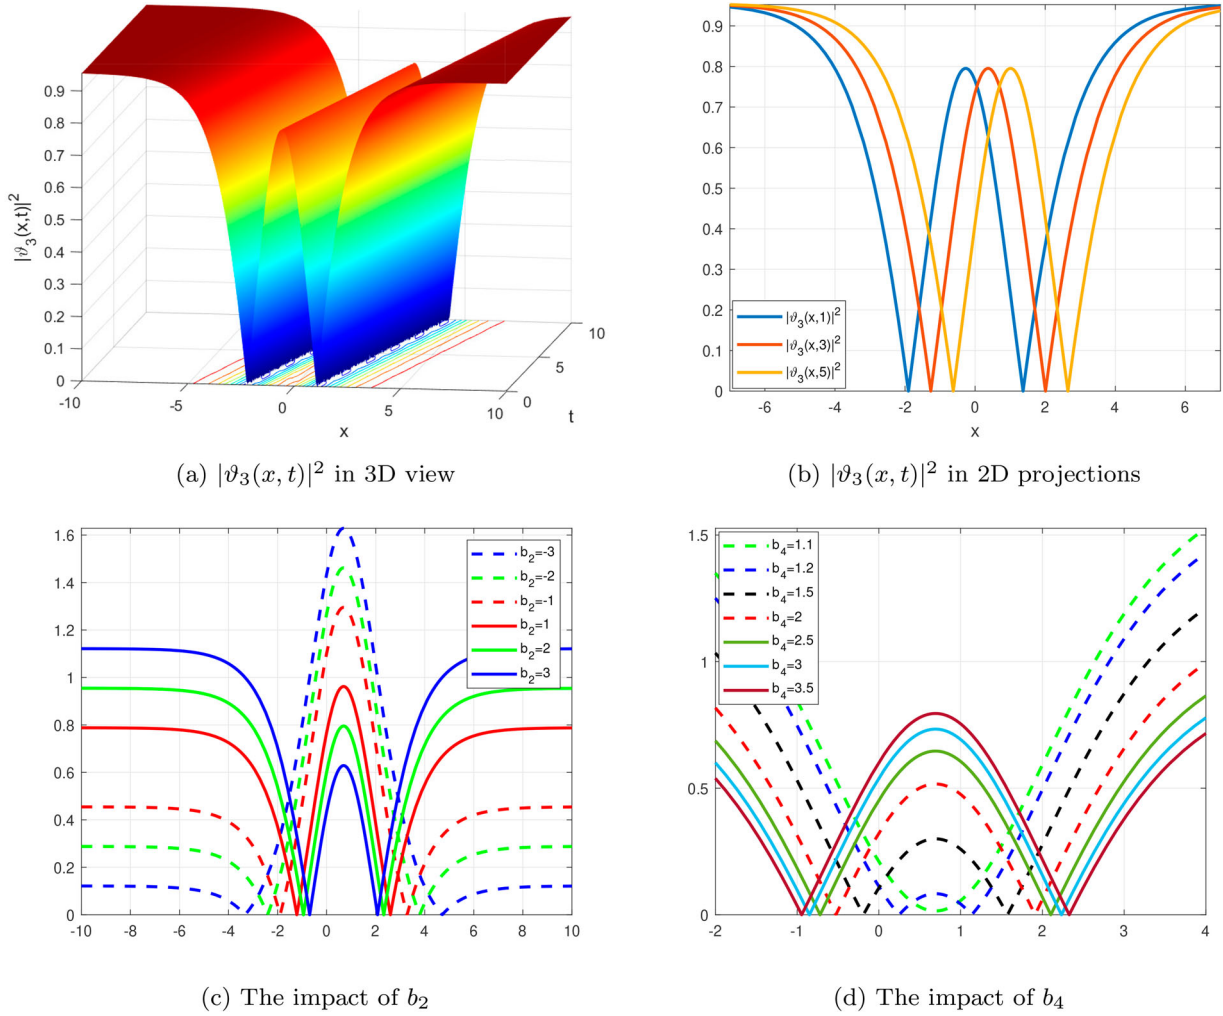 0.9
0.8
0.7
0.6
0.5
0.4
0.3
0.2
0.1
0
|ϑ₃(x,t)|²
-10
-5
0
5
10
x
0
5
10
t
(a) |ϑ₃(x, t)|² in 3D view
0.9
0.8
0.7
0.6
0.5
0.4
0.3
0.2
0.1
0
|ϑ₃(x,1)|²
|ϑ₃(x,3)|²
|ϑ₃(x,5)|²
-6
-4
-2
0
2
4
6
x
(b) |ϑ₃(x, t)|² in 2D projections
1.6
1.4
1.2
1
0.8
0.6
0.4
0.2
0
b₂=-3
b₂=-2
b₂=-1
b₂=1
b₂=2
b₂=3
-10
-8
-6
-4
-2
0
2
4
6
8
10
(c) The impact of b₂
1.5
1
0.5
0
b₄=1.1
b₄=1.2
b₄=1.5
b₄=2
b₄=2.5
b₄=3
b₄=3.5
-2
-1
0
1
2
3
4
(d) The impact of b₄